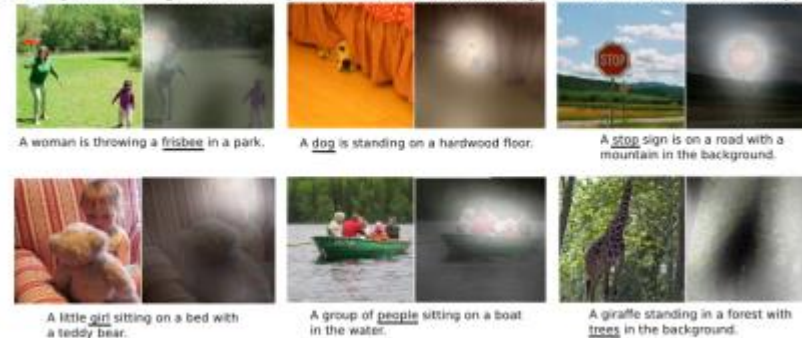 A woman is throwing a frisbee in a park.
A dog is standing on a hardwood floor.
STOP
A stop sign is on a road with a
mountain in the background.
A little girl sitting on a bed with
a teddy bear.
A group of people sitting on a boat
in the water.
A giraffe standing in a forest with
trees in the background.